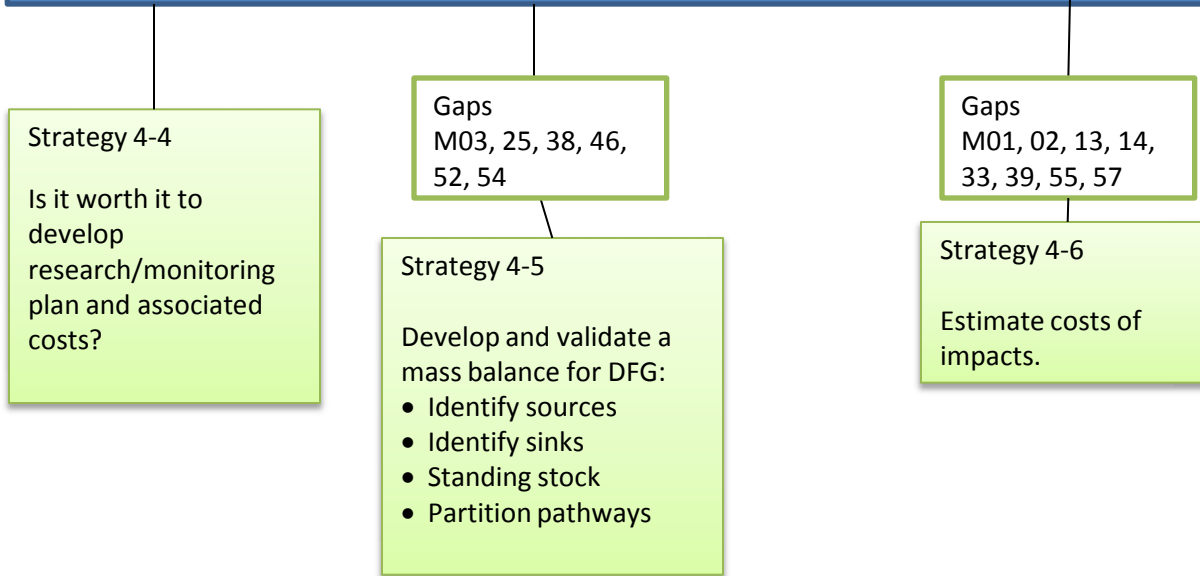 Strategy 4-4
Is it worth it to
develop
research/monitoring
plan and associated
costs?
Gaps
M03, 25, 38, 46,
52, 54
Strategy 4-5
Develop and validate a
mass balance for DFG:
• Identify sources
• Identify sinks
• Standing stock
• Partition pathways
Gaps
M01, 02, 13, 14,
33, 39, 55, 57
Strategy 4-6
Estimate costs of
impacts.